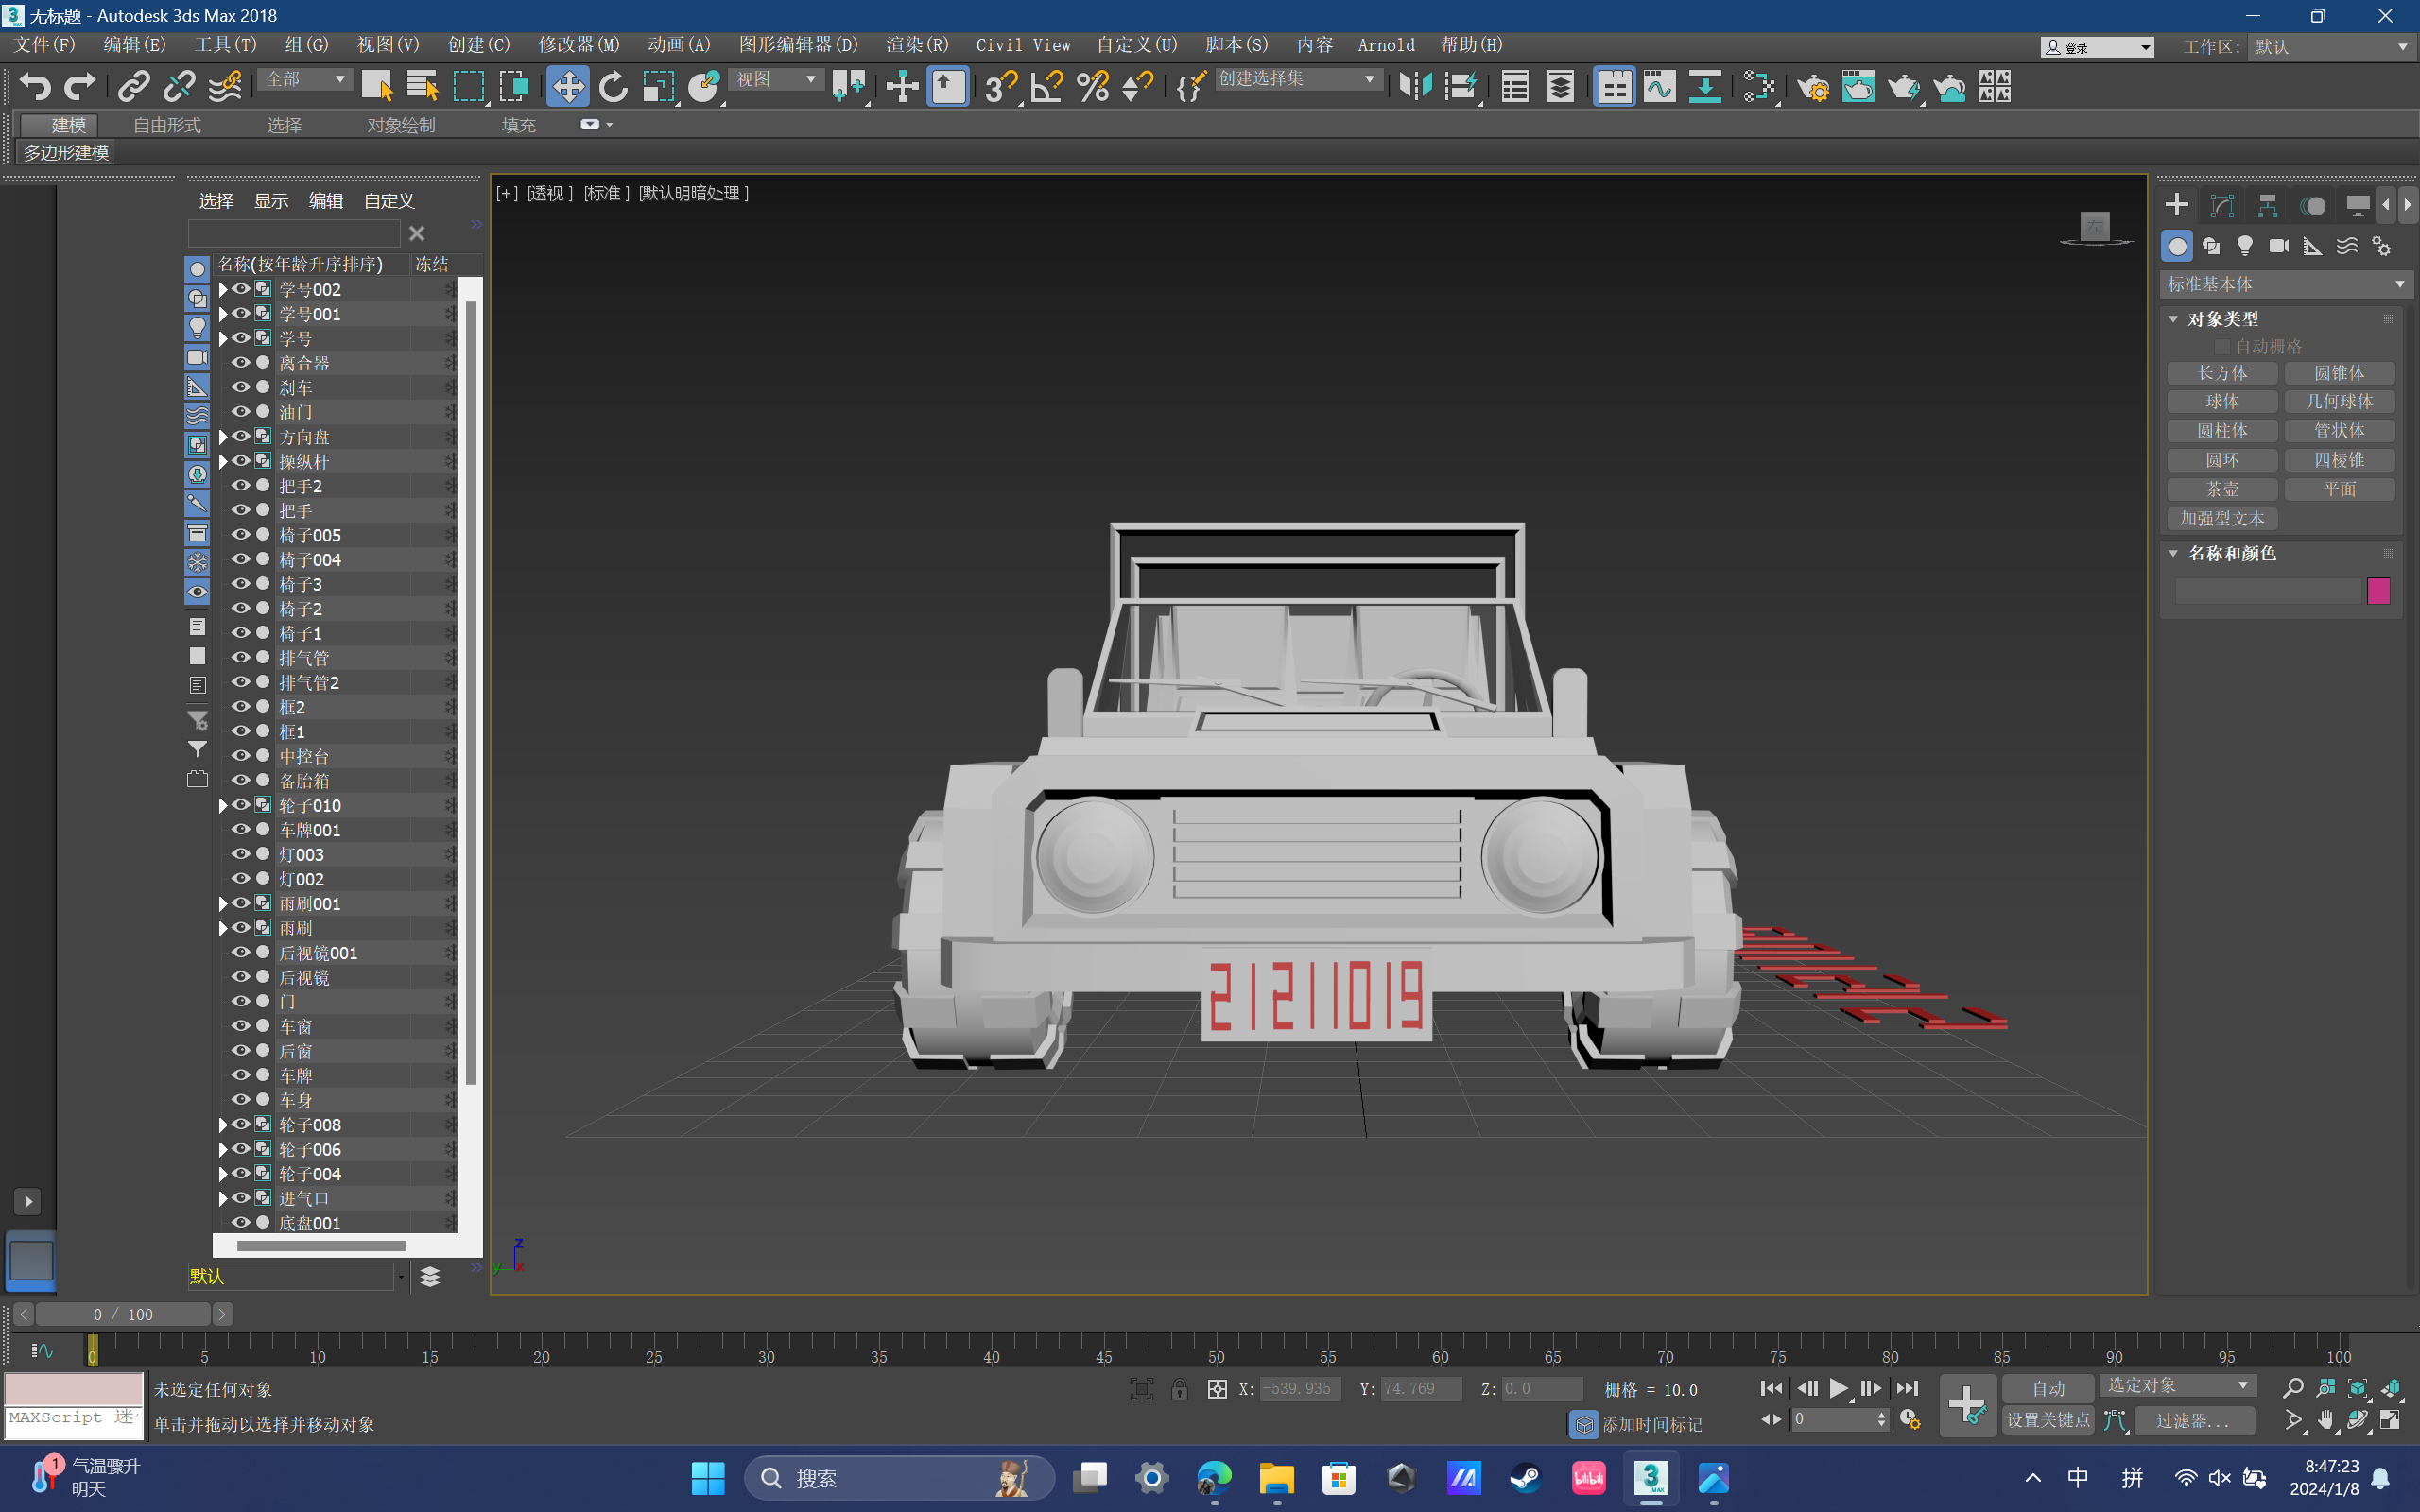 无标题 - Autodesk 3ds Max 2018
文件(F) 编辑(E) 工具(T) 组(G) 视图(V) 创建(C) 修改器(M) 动画(A) 图形编辑器(D) 渲染(R) Civil View 自定义(U) 脚本(S) 内容 Arnold 帮助(H) 登录 工作区: 默认
全部 视图 创建选择集
建模 自由形式 选择 对象绘制 填充
多边形建模
选择 显示 编辑 自定义
名称(按年龄升序排序) 冻结
学号002
学号001
学号
离合器
刹车
油门
方向盘
操纵杆
把手2
把手
椅子005
椅子004
椅子3
椅子2
椅子1
排气管
排气管2
框2
框1
中控台
备胎箱
轮子010
车牌001
灯003
灯002
雨刷001
雨刷
后视镜001
后视镜
门
车窗
后窗
车牌
车身
轮子008
轮子006
轮子004
进气口
底盘001
默认
[+] [透视 ] [标准 ] [默认明暗处理 ]
左
21211019
z
y x
标准基本体
对象类型
自动栅格
长方体 圆锥体
球体 几何球体
圆柱体 管状体
圆环 四棱锥
茶壶 平面
加强型文本
名称和颜色
0 / 100
0 5 10 15 20 25 30 35 40 45 50 55 60 65 70 75 80 85 90 95 100
未选定任何对象 X: -539.935 Y: 74.769 Z: 0.0 栅格 = 10.0 自动 选定对象
MAXScript 迷 单击并拖动以选择并移动对象 添加时间标记 0 设置关键点 过滤器...
1 气温骤升
明天
搜索
bilibili
3 MAX
中 拼
8:47:23
2024/1/8